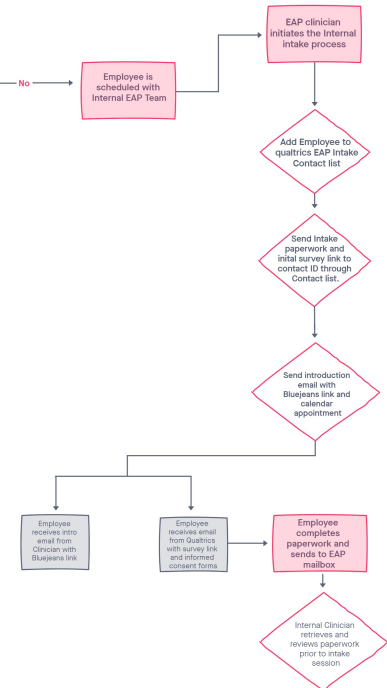 EAP clinician
initiates the Internal
intake process
No
Employee is
scheduled with
Internal EAP Team
Add Employee to
qualtrics EAP Intake
Contact list
Send Intake
paperwork and
inital survey link to
contact ID through
Contact list.
Send introduction
email with
Bluejeans link and
calendar
appointment
Employee
receives intro
email from
Clinician with
Bluejeans link
Employee
receives email
from Qualtrics
with survey link
and informed
consent forms
Employee
completes
paperwork and
sends to EAP
mailbox
Internal Clinician
retrieves and
reviews paperwork
prior to intake
session